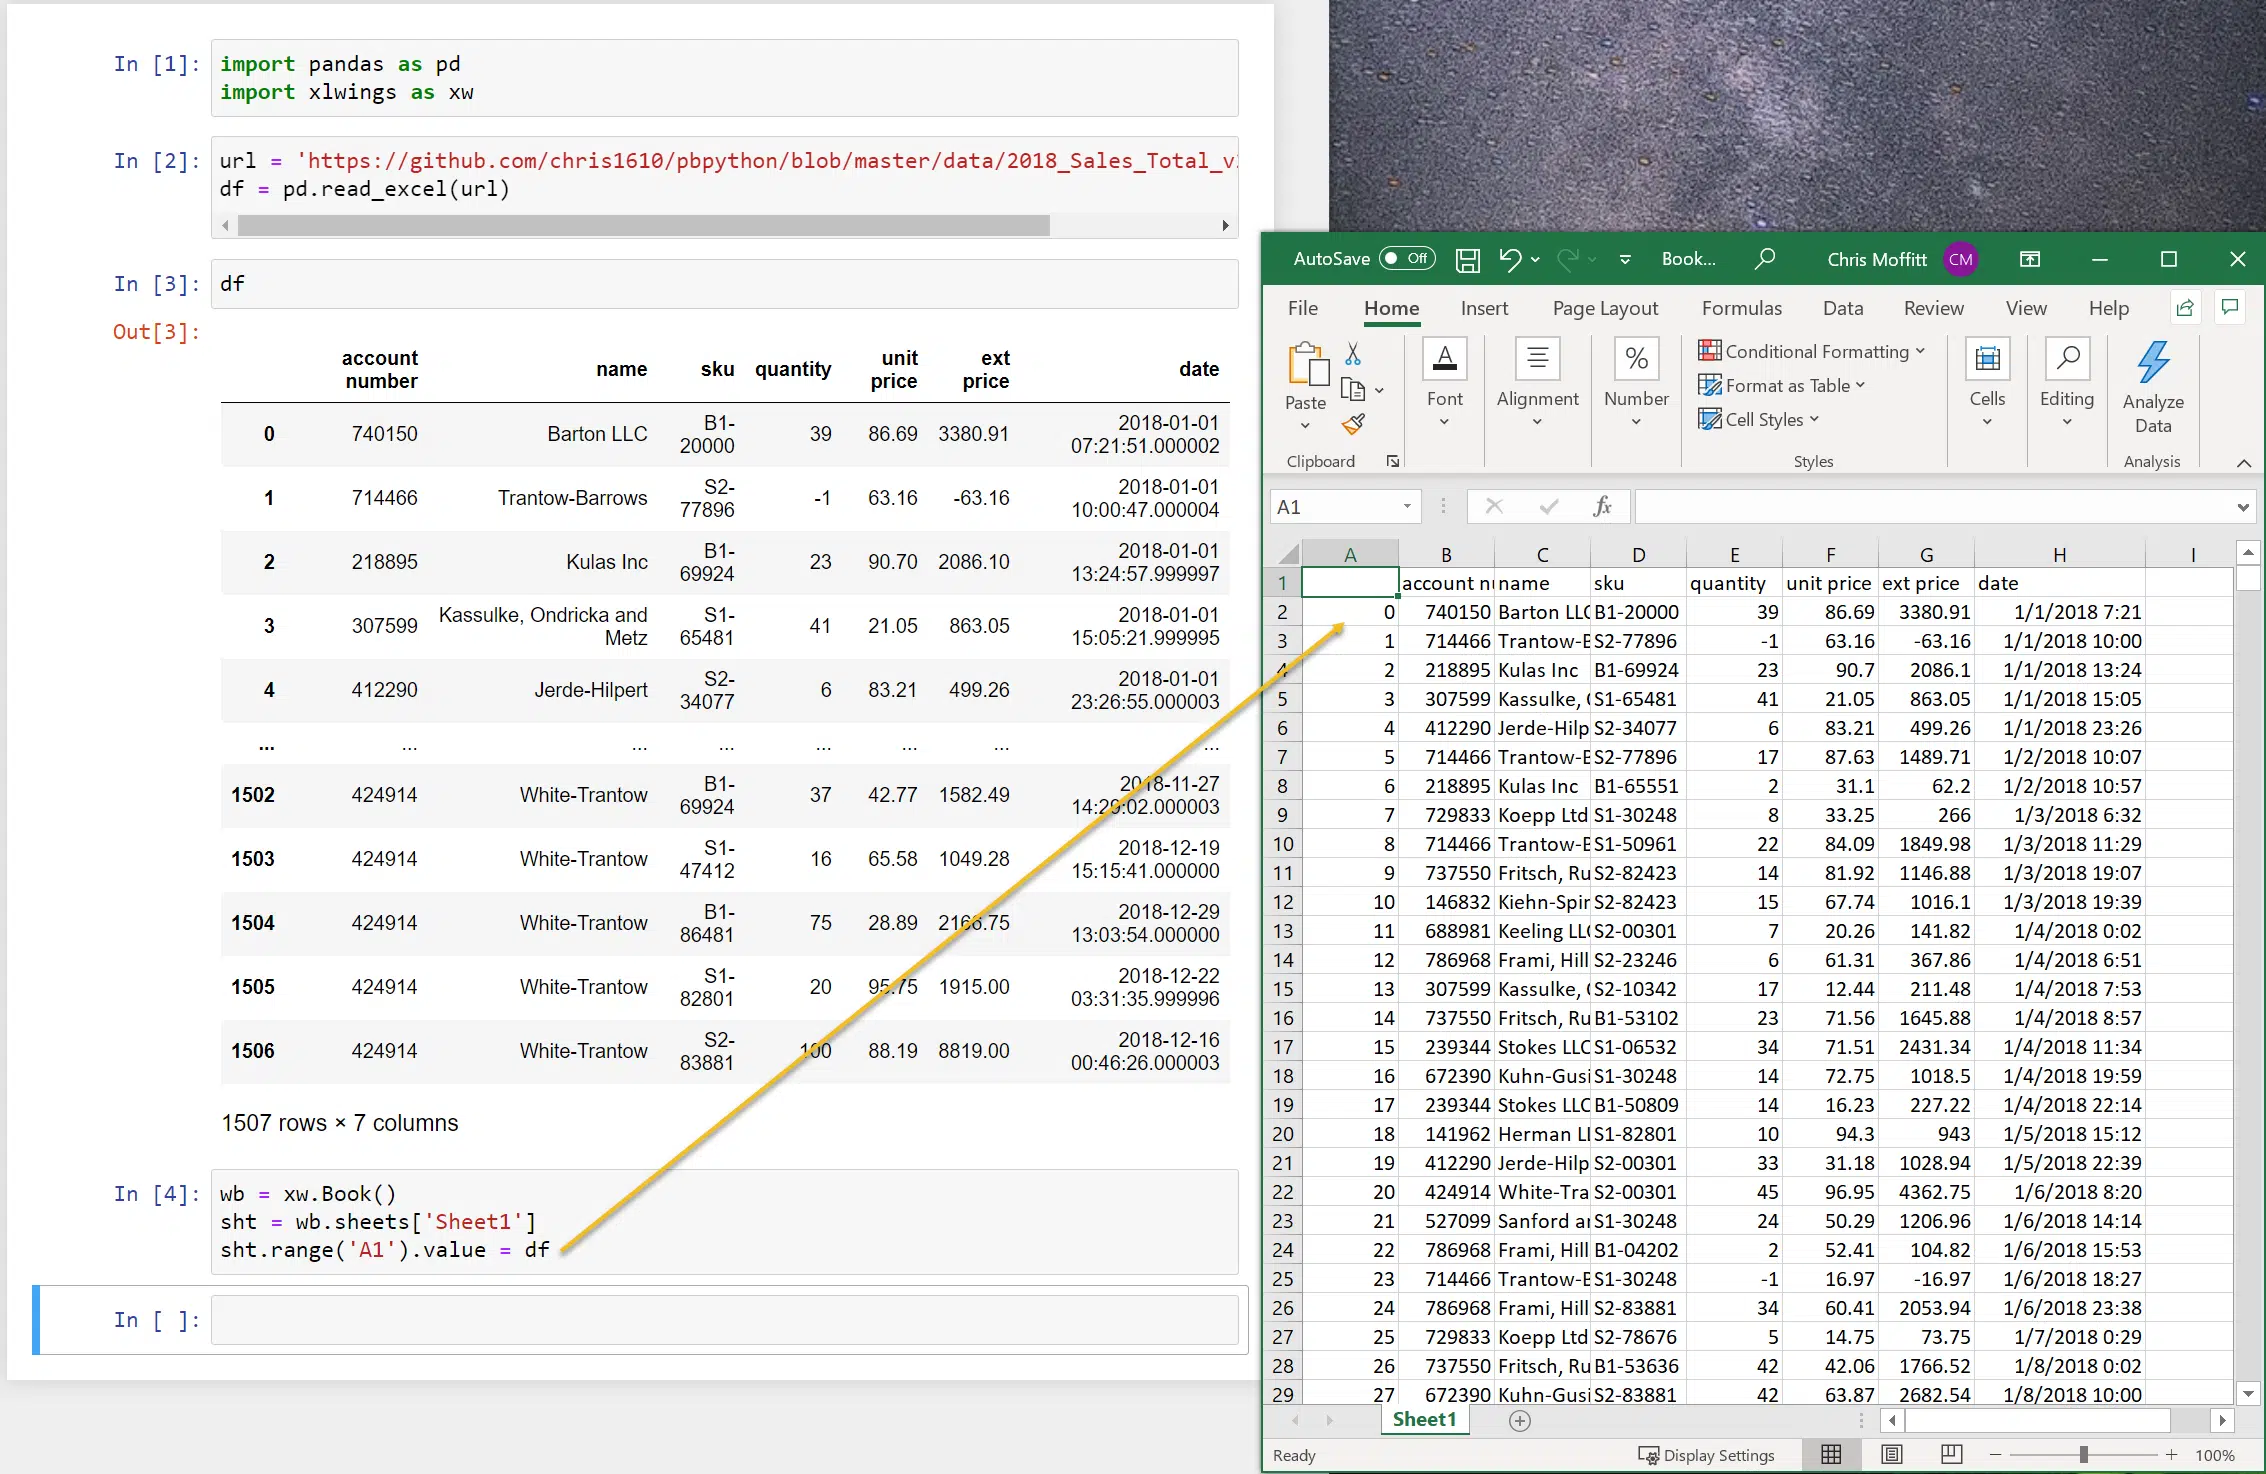 In [1]: import pandas as pd
import xlwings as xw
In [2]: url = 'https://github.com/chris1610/pbpython/blob/master/data/2018_Sales_Total_v
df = pd.read_excel(url)
In [3]: df
Out[3]:
account number name sku quantity unit price ext price date
0 740150 Barton LLC B1-20000 39 86.69 3380.91 2018-01-01 07:21:51.000002
1 714466 Trantow-Barrows S2-77896 -1 63.16 -63.16 2018-01-01 10:00:47.000004
2 218895 Kulas Inc B1-69924 23 90.70 2086.10 2018-01-01 13:24:57.999997
3 307599 Kassulke, Ondricka and Metz S1-65481 41 21.05 863.05 2018-01-01 15:05:21.999995
4 412290 Jerde-Hilpert S2-34077 6 83.21 499.26 2018-01-01 23:26:55.000003
... ... ... ... ... ... ... ...
1502 424914 White-Trantow B1-69924 37 42.77 1582.49 2018-11-27 14:29:02.000003
1503 424914 White-Trantow S1-47412 16 65.58 1049.28 2018-12-19 15:15:41.000000
1504 424914 White-Trantow B1-86481 75 28.89 2166.75 2018-12-29 13:03:54.000000
1505 424914 White-Trantow S1-82801 20 95.75 1915.00 2018-12-22 03:31:35.999996
1506 424914 White-Trantow S2-83881 100 88.19 8819.00 2018-12-16 00:46:26.000003
1507 rows × 7 columns
In [4]: wb = xw.Book()
sht = wb.sheets['Sheet1']
sht.range('A1').value = df
In [ ]:
AutoSave Off Book... Chris Moffitt CM
File Home Insert Page Layout Formulas Data Review View Help
Paste Font Alignment Number Conditional Formatting Format as Table Cell Styles Cells Editing Analyze Data
Clipboard Styles Analysis
A1 fx
A B C D E F G H I
1 account nu name sku quantity unit price ext price date
2 0 740150 Barton LLC B1-20000 39 86.69 3380.91 1/1/2018 7:21
3 1 714466 Trantow-B S2-77896 -1 63.16 -63.16 1/1/2018 10:00
4 2 218895 Kulas Inc B1-69924 23 90.7 2086.1 1/1/2018 13:24
5 3 307599 Kassulke, S1-65481 41 21.05 863.05 1/1/2018 15:05
6 4 412290 Jerde-Hilp S2-34077 6 83.21 499.26 1/1/2018 23:26
7 5 714466 Trantow-B S2-77896 17 87.63 1489.71 1/2/2018 10:07
8 6 218895 Kulas Inc B1-65551 2 31.1 62.2 1/2/2018 10:57
9 7 729833 Koepp Ltd S1-30248 8 33.25 266 1/3/2018 6:32
10 8 714466 Trantow-B S1-50961 22 84.09 1849.98 1/3/2018 11:29
11 9 737550 Fritsch, Ru S2-82423 14 81.92 1146.88 1/3/2018 19:07
12 10 146832 Kiehn-Spir S2-82423 15 67.74 1016.1 1/3/2018 19:39
13 11 688981 Keeling LLC S2-00301 7 20.26 141.82 1/4/2018 0:02
14 12 786968 Frami, Hill S2-23246 6 61.31 367.86 1/4/2018 6:51
15 13 307599 Kassulke, S2-10342 17 12.44 211.48 1/4/2018 7:53
16 14 737550 Fritsch, Ru B1-53102 23 71.56 1645.88 1/4/2018 8:57
17 15 239344 Stokes LLC S1-06532 34 71.51 2431.34 1/4/2018 11:34
18 16 672390 Kuhn-Gusi S1-30248 14 72.75 1018.5 1/4/2018 19:59
19 17 239344 Stokes LLC B1-50809 14 16.23 227.22 1/4/2018 22:14
20 18 141962 Herman Ll S1-82801 10 94.3 943 1/5/2018 15:12
21 19 412290 Jerde-Hilp S2-00301 33 31.18 1028.94 1/5/2018 22:39
22 20 424914 White-Tra S2-00301 45 96.95 4362.75 1/6/2018 8:20
23 21 527099 Sanford ar S1-30248 24 50.29 1206.96 1/6/2018 14:14
24 22 786968 Frami, Hill B1-04202 2 52.41 104.82 1/6/2018 15:53
25 23 714466 Trantow-B S1-30248 -1 16.97 -16.97 1/6/2018 18:27
26 24 786968 Frami, Hill S2-83881 34 60.41 2053.94 1/6/2018 23:38
27 25 729833 Koepp Ltd S2-78676 5 14.75 73.75 1/7/2018 0:29
28 26 737550 Fritsch, Ru B1-53636 42 42.06 1766.52 1/8/2018 0:02
29 27 672390 Kuhn-Gusi S2-83881 42 63.87 2682.54 1/8/2018 10:00
Sheet1
Ready Display Settings 100%